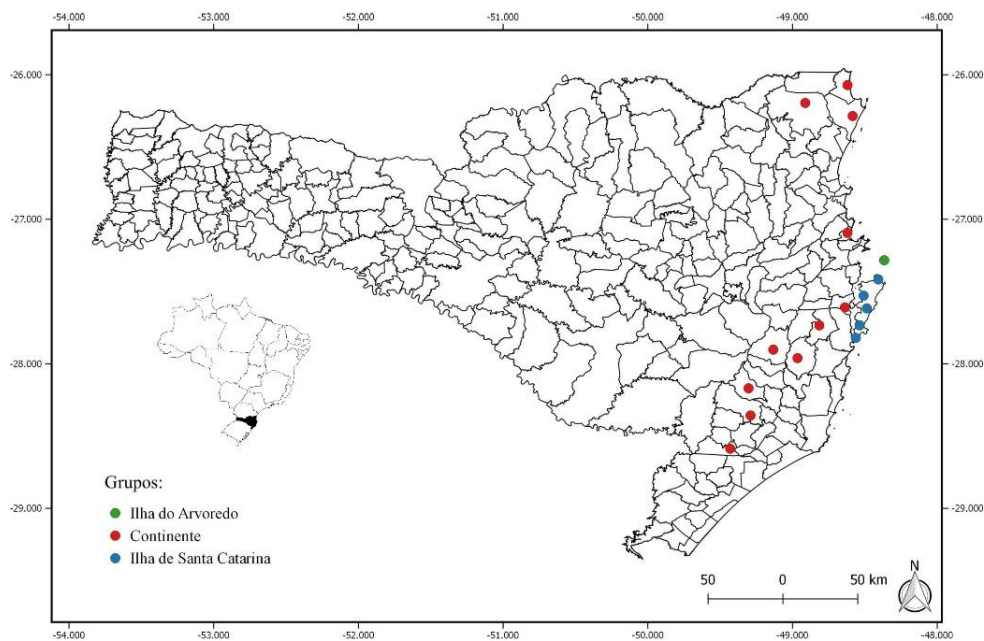 -54.000 -53.000 -52.000 -51.000 -50.000 -49.000 -48.000
-26.000 -26.000
-27.000 -27.000
-28.000 -28.000
Grupos:
Ilha do Arvoredo
-29.000 -29.000
Continente
Ilha de Santa Catarina
N
50 0 50 km
-54.000 -53.000 -52.000 -51.000 -50.000 -49.000 -48.000